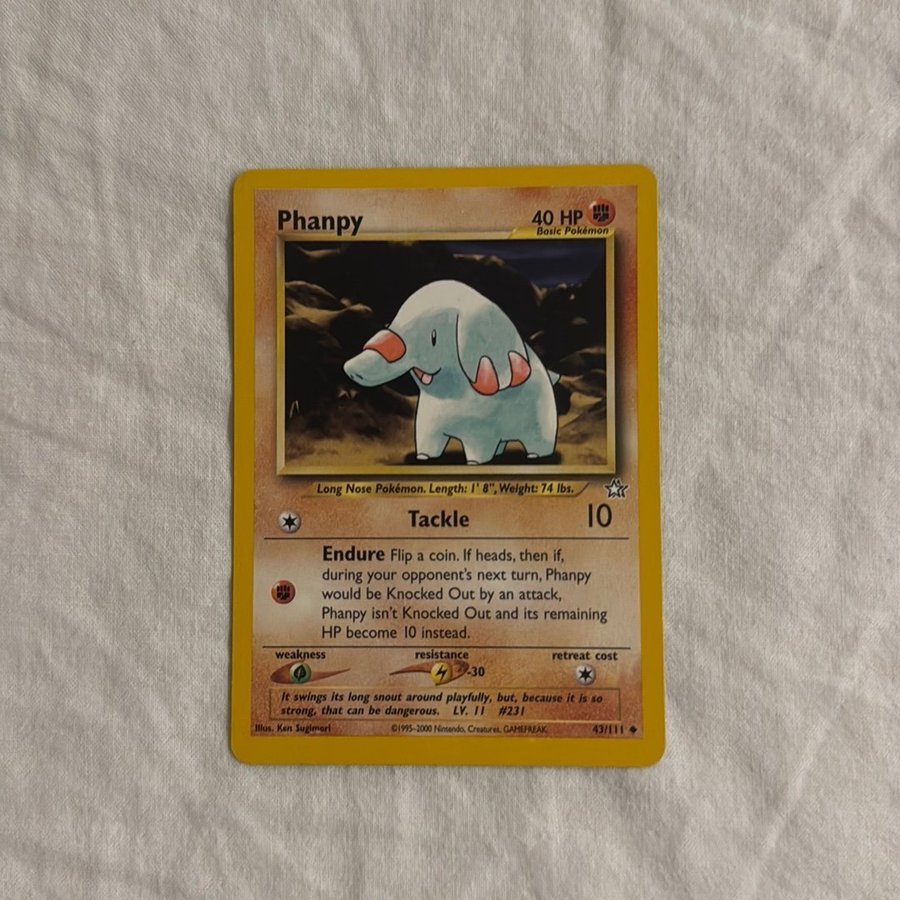 Phanpy
40 HP
Basic Pokémon
Long Nose Pokémon. Length: 1' 8", Weight: 74 lbs.
Tackle 10
Endure Flip a coin. If heads, then if,
during your opponent's next turn, Phanpy
would be Knocked Out by an attack,
Phanpy isn't Knocked Out and its remaining
HP become 10 instead.
weakness resistance retreat cost
-30
It swings its long snout around playfully, but, because it is so
strong, that can be dangerous. LV. 11 #231
Illus. Ken Sugimori ©1995–2000 Nintendo, Creatures, GAMEFREAK. 43/111